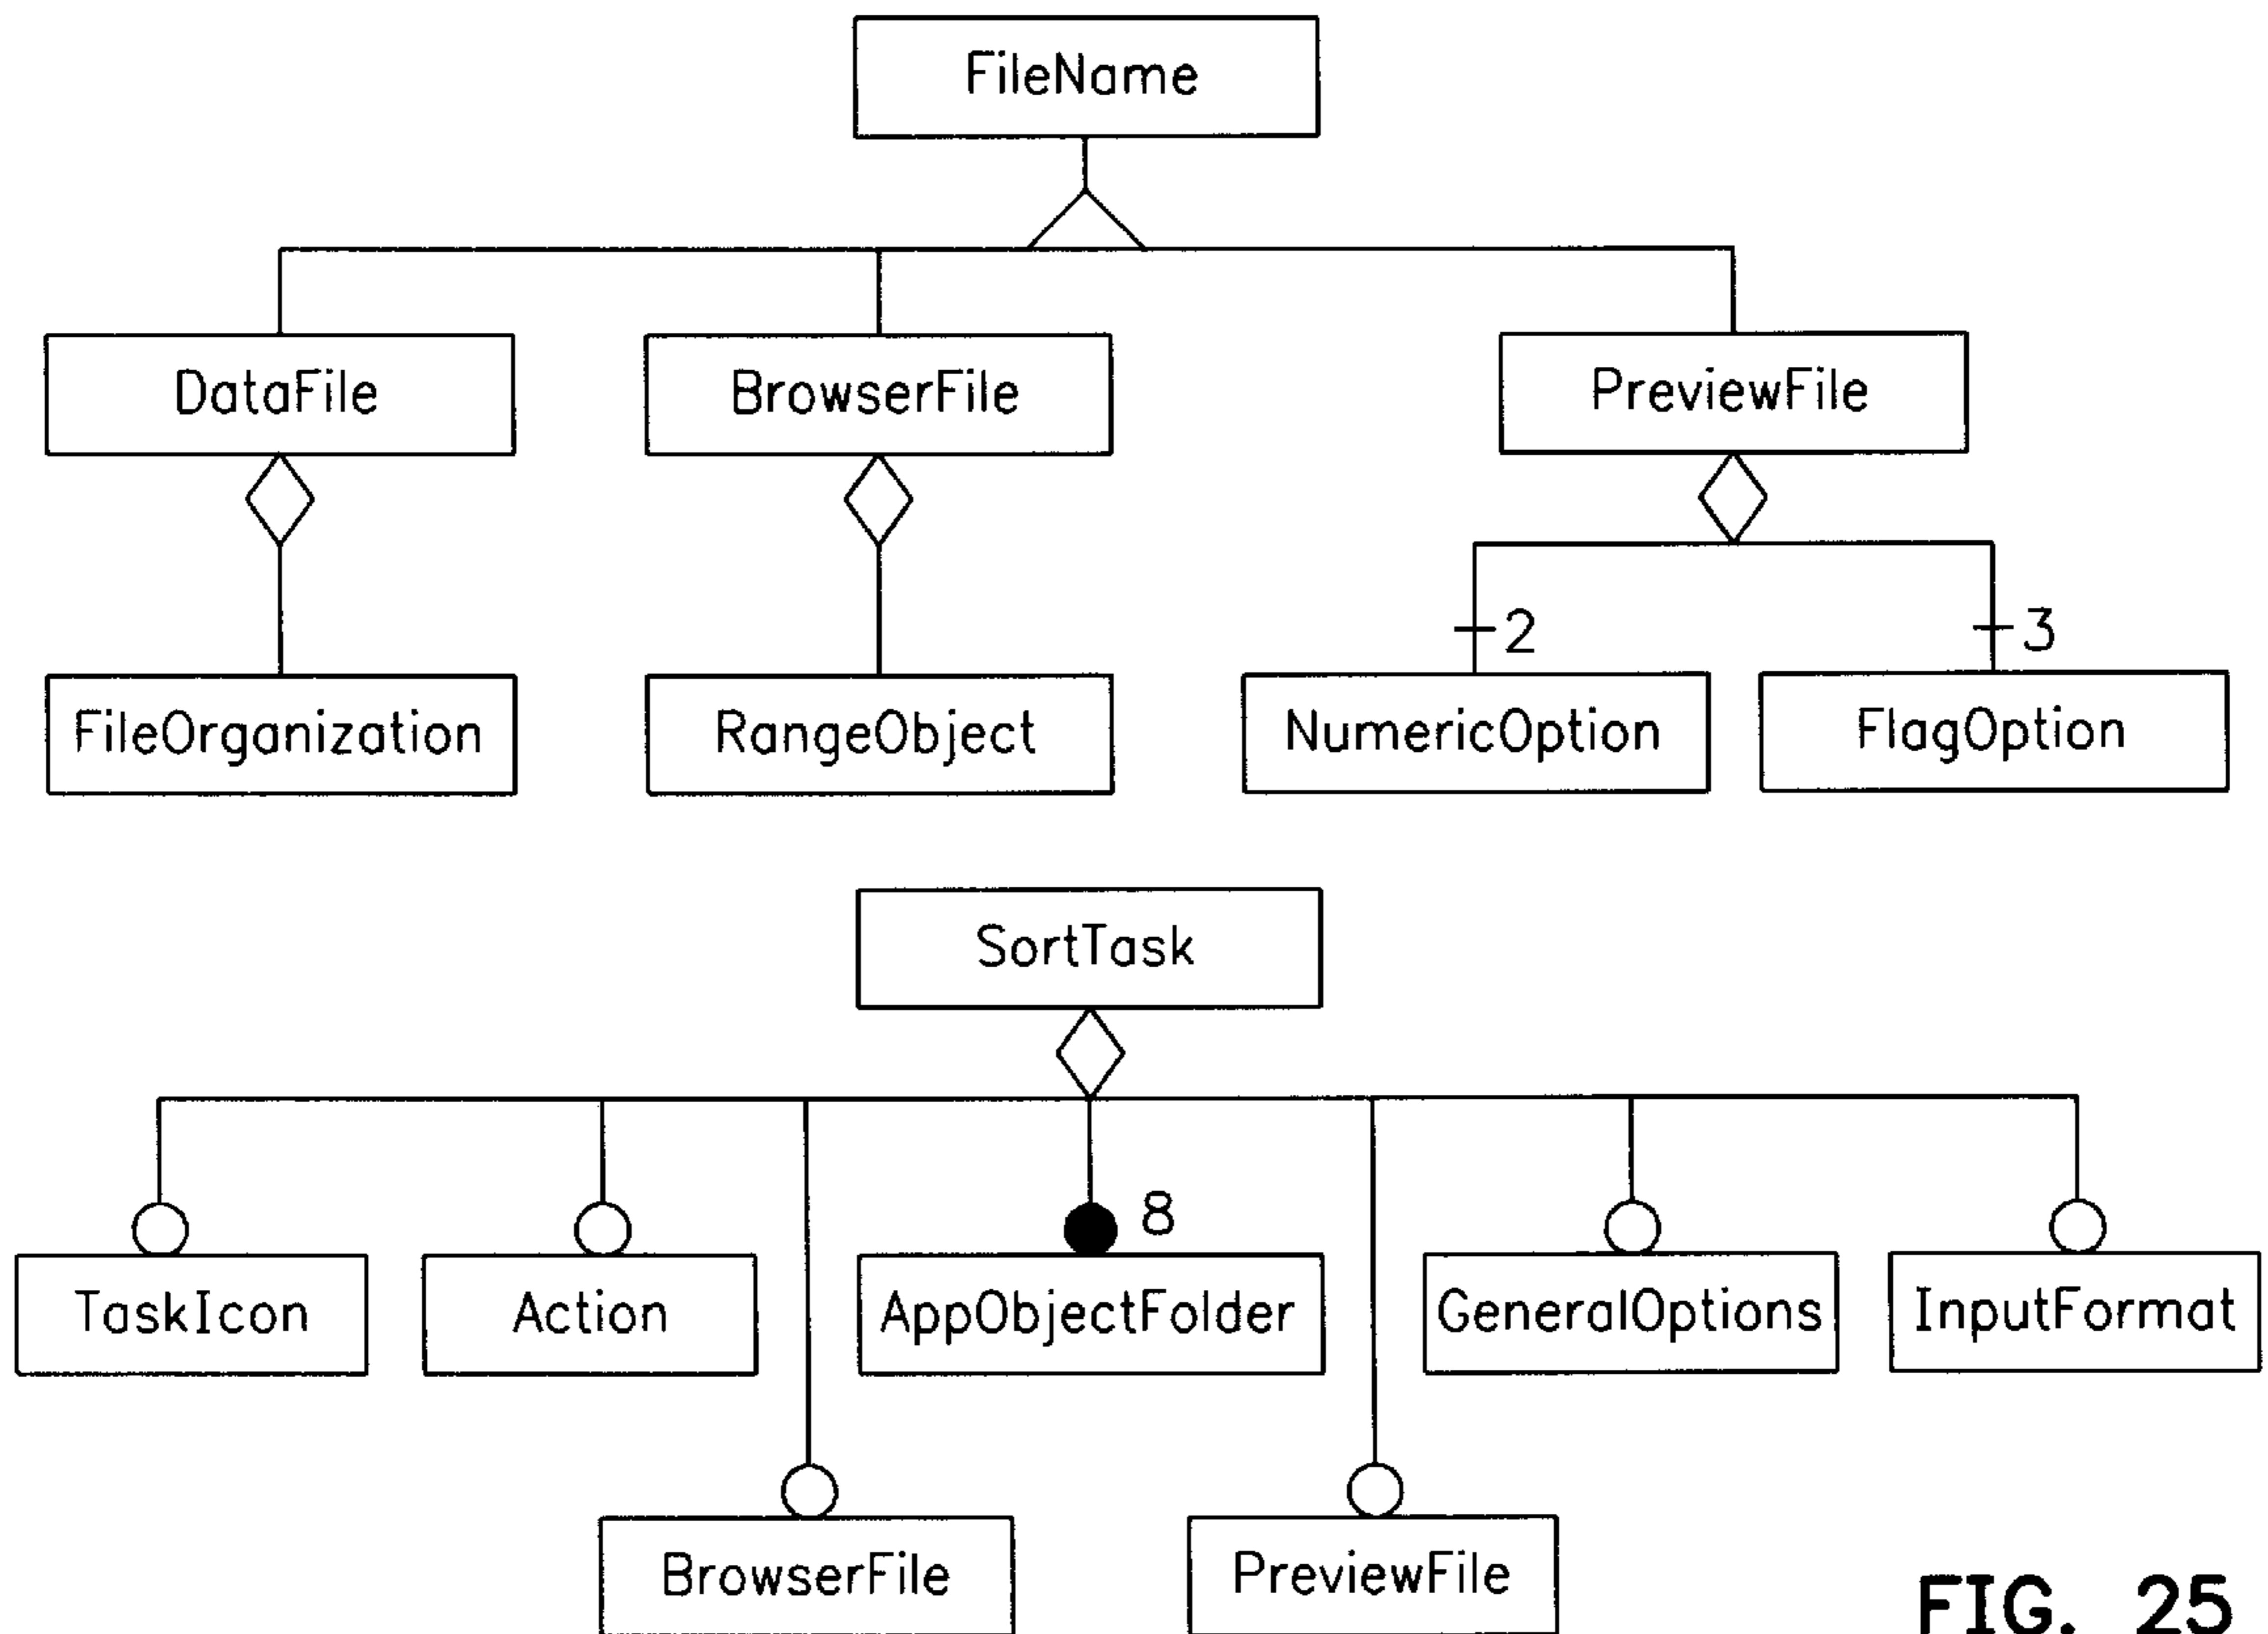 FileName
DataFile
BrowserFile
PreviewFile
2
3
FileOrganization
RangeObject
NumericOption
FlagOption
SortTask
8
TaskIcon
Action
AppObjectFolder
GeneralOptions
InputFormat
BrowserFile
PreviewFile
FIG. 25